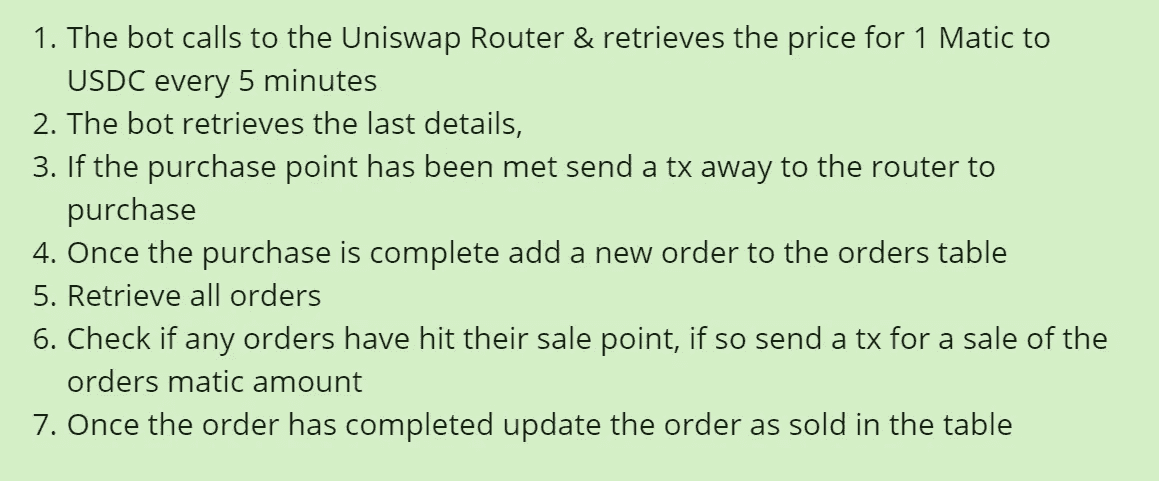 1. The bot calls to the Uniswap Router & retrieves the price for 1 Matic to
USDC every 5 minutes
2. The bot retrieves the last details,
3. If the purchase point has been met send a tx away to the router to
purchase
4. Once the purchase is complete add a new order to the orders table
5. Retrieve all orders
6. Check if any orders have hit their sale point, if so send a tx for a sale of the
orders matic amount
7. Once the order has completed update the order as sold in the table